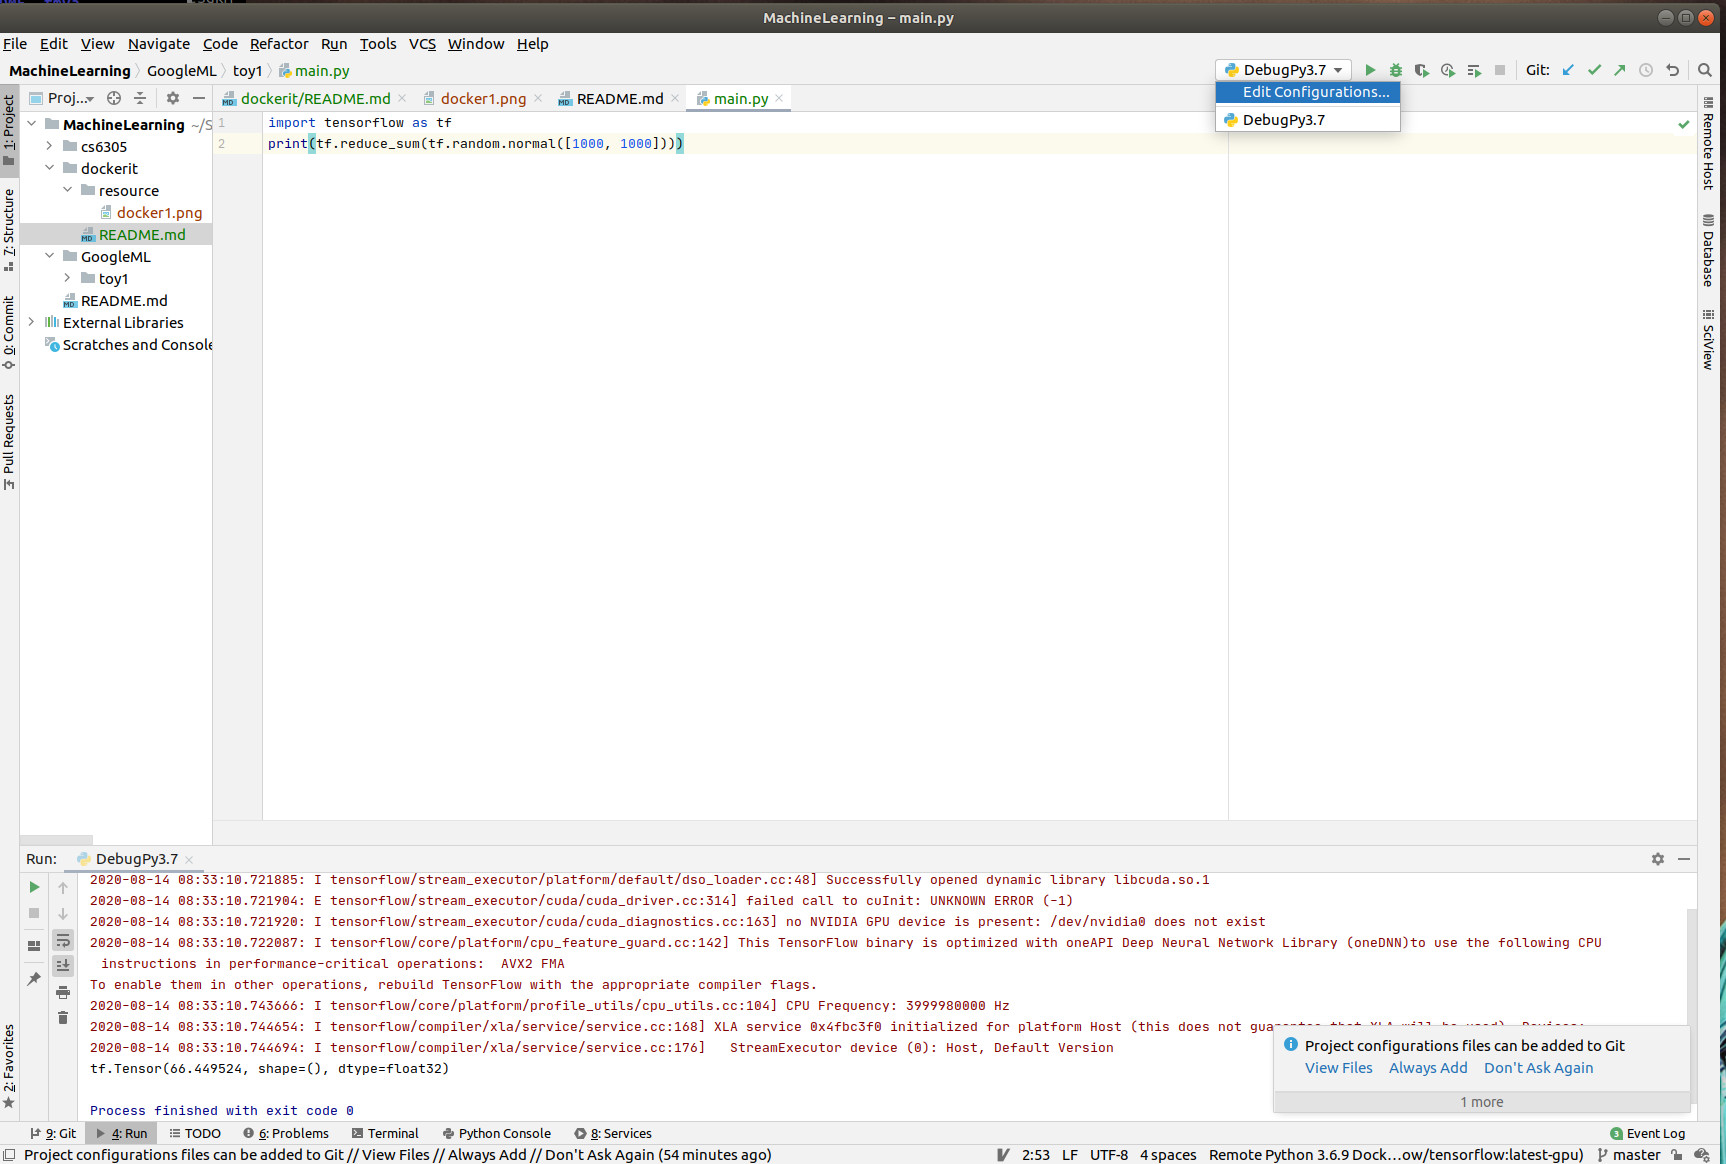 MachineLearning – main.py
File Edit View Navigate Code Refactor Run Tools VCS Window Help
MachineLearning GoogleML toy1 main.py
DebugPy3.7 Git:
Edit Configurations...
DebugPy3.7
Proj...
dockerit/README.md docker1.png README.md main.py
1: Project
7: Structure
0: Commit
Pull Requests
2: Favorites
MachineLearning ~/S
cs6305
dockerit
resource
docker1.png
README.md
GoogleML
toy1
README.md
External Libraries
Scratches and Console
1 import tensorflow as tf
2 print(tf.reduce_sum(tf.random.normal([1000, 1000])))
Remote Host
Database
SciView
Run: DebugPy3.7
2020-08-14 08:33:10.721885: I tensorflow/stream_executor/platform/default/dso_loader.cc:48] Successfully opened dynamic library libcuda.so.1
2020-08-14 08:33:10.721904: E tensorflow/stream_executor/cuda/cuda_driver.cc:314] failed call to cuInit: UNKNOWN ERROR (-1)
2020-08-14 08:33:10.721920: I tensorflow/stream_executor/cuda/cuda_diagnostics.cc:163] no NVIDIA GPU device is present: /dev/nvidia0 does not exist
2020-08-14 08:33:10.722087: I tensorflow/core/platform/cpu_feature_guard.cc:142] This TensorFlow binary is optimized with oneAPI Deep Neural Network Library (oneDNN)to use the following CPU
instructions in performance-critical operations:  AVX2 FMA
To enable them in other operations, rebuild TensorFlow with the appropriate compiler flags.
2020-08-14 08:33:10.743666: I tensorflow/core/platform/profile_utils/cpu_utils.cc:104] CPU Frequency: 3999980000 Hz
2020-08-14 08:33:10.744654: I tensorflow/compiler/xla/service/service.cc:168] XLA service 0x4fbc3f0 initialized for platform Host (this does not guarantee that XLA will be used). Devices:
2020-08-14 08:33:10.744694: I tensorflow/compiler/xla/service/service.cc:176]   StreamExecutor device (0): Host, Default Version
tf.Tensor(66.449524, shape=(), dtype=float32)
Process finished with exit code 0
Project configurations files can be added to Git
View Files Always Add Don't Ask Again
1 more
9: Git 4: Run TODO 6: Problems Terminal Python Console 8: Services 3 Event Log
Project configurations files can be added to Git // View Files // Always Add // Don't Ask Again (54 minutes ago) 2:53 LF UTF-8 4 spaces Remote Python 3.6.9 Dock...ow/tensorflow:latest-gpu) master